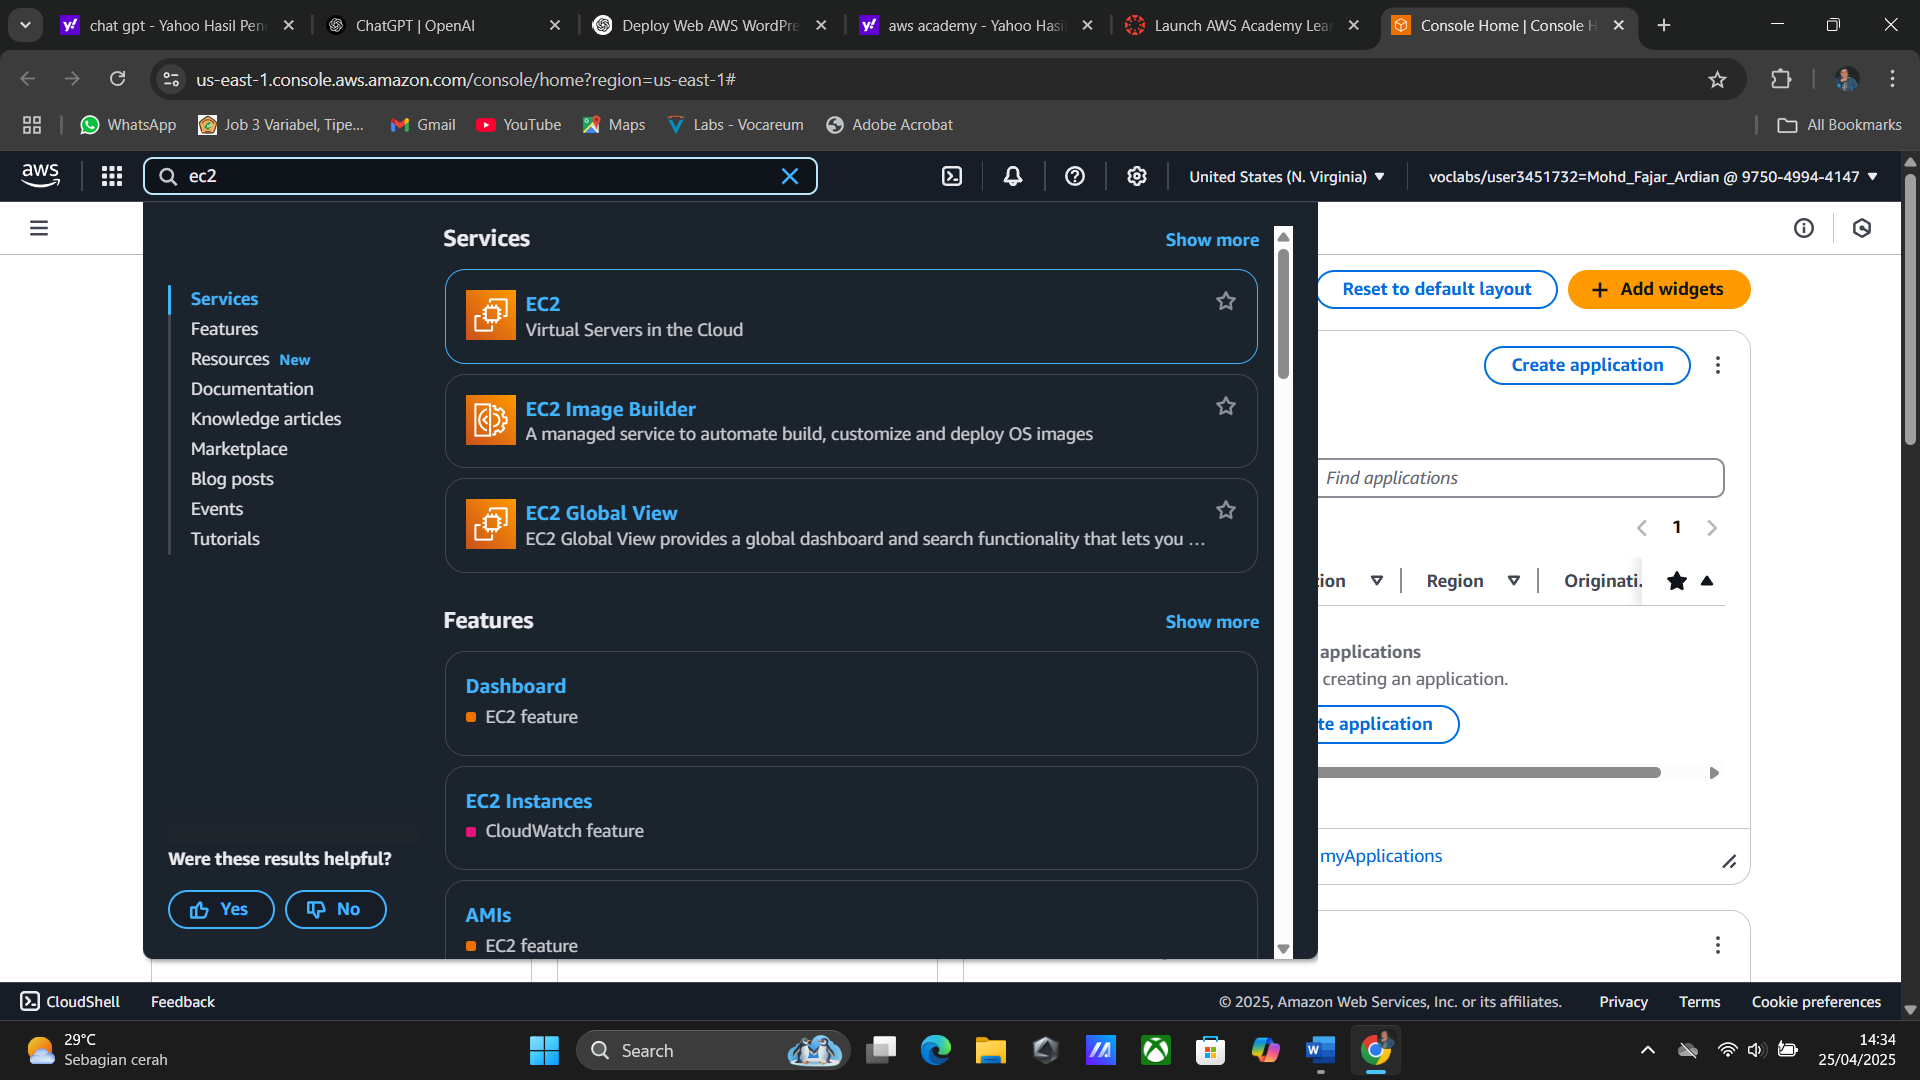 chat gpt - Yahoo Hasil Pen
ChatGPT | OpenAI
Deploy Web AWS WordPre
aws academy - Yahoo Hasi
Launch AWS Academy Lea
Console Home | Console H
us-east-1.console.aws.amazon.com/console/home?region=us-east-1#
WhatsApp
Job 3 Variabel, Tipe...
Gmail
YouTube
Maps
Labs - Vocareum
Adobe Acrobat
All Bookmarks
aws
ec2
United States (N. Virginia)
voclabs/user3451732=Mohd_Fajar_Ardian @ 9750-4994-4147
Services
Features
Resources New
Documentation
Knowledge articles
Marketplace
Blog posts
Events
Tutorials
Were these results helpful?
Yes
No
Services
Show more
EC2
Virtual Servers in the Cloud
EC2 Image Builder
A managed service to automate build, customize and deploy OS images
EC2 Global View
EC2 Global View provides a global dashboard and search functionality that lets you ...
Features
Show more
Dashboard
EC2 feature
EC2 Instances
CloudWatch feature
AMIs
EC2 feature
Reset to default layout
Add widgets
Create application
Find applications
1
tion
Region
Originati.
applications
creating an application.
te application
myApplications
CloudShell
Feedback
© 2025, Amazon Web Services, Inc. or its affiliates.
Privacy
Terms
Cookie preferences
29°C
Sebagian cerah
Search
14:34
25/04/2025